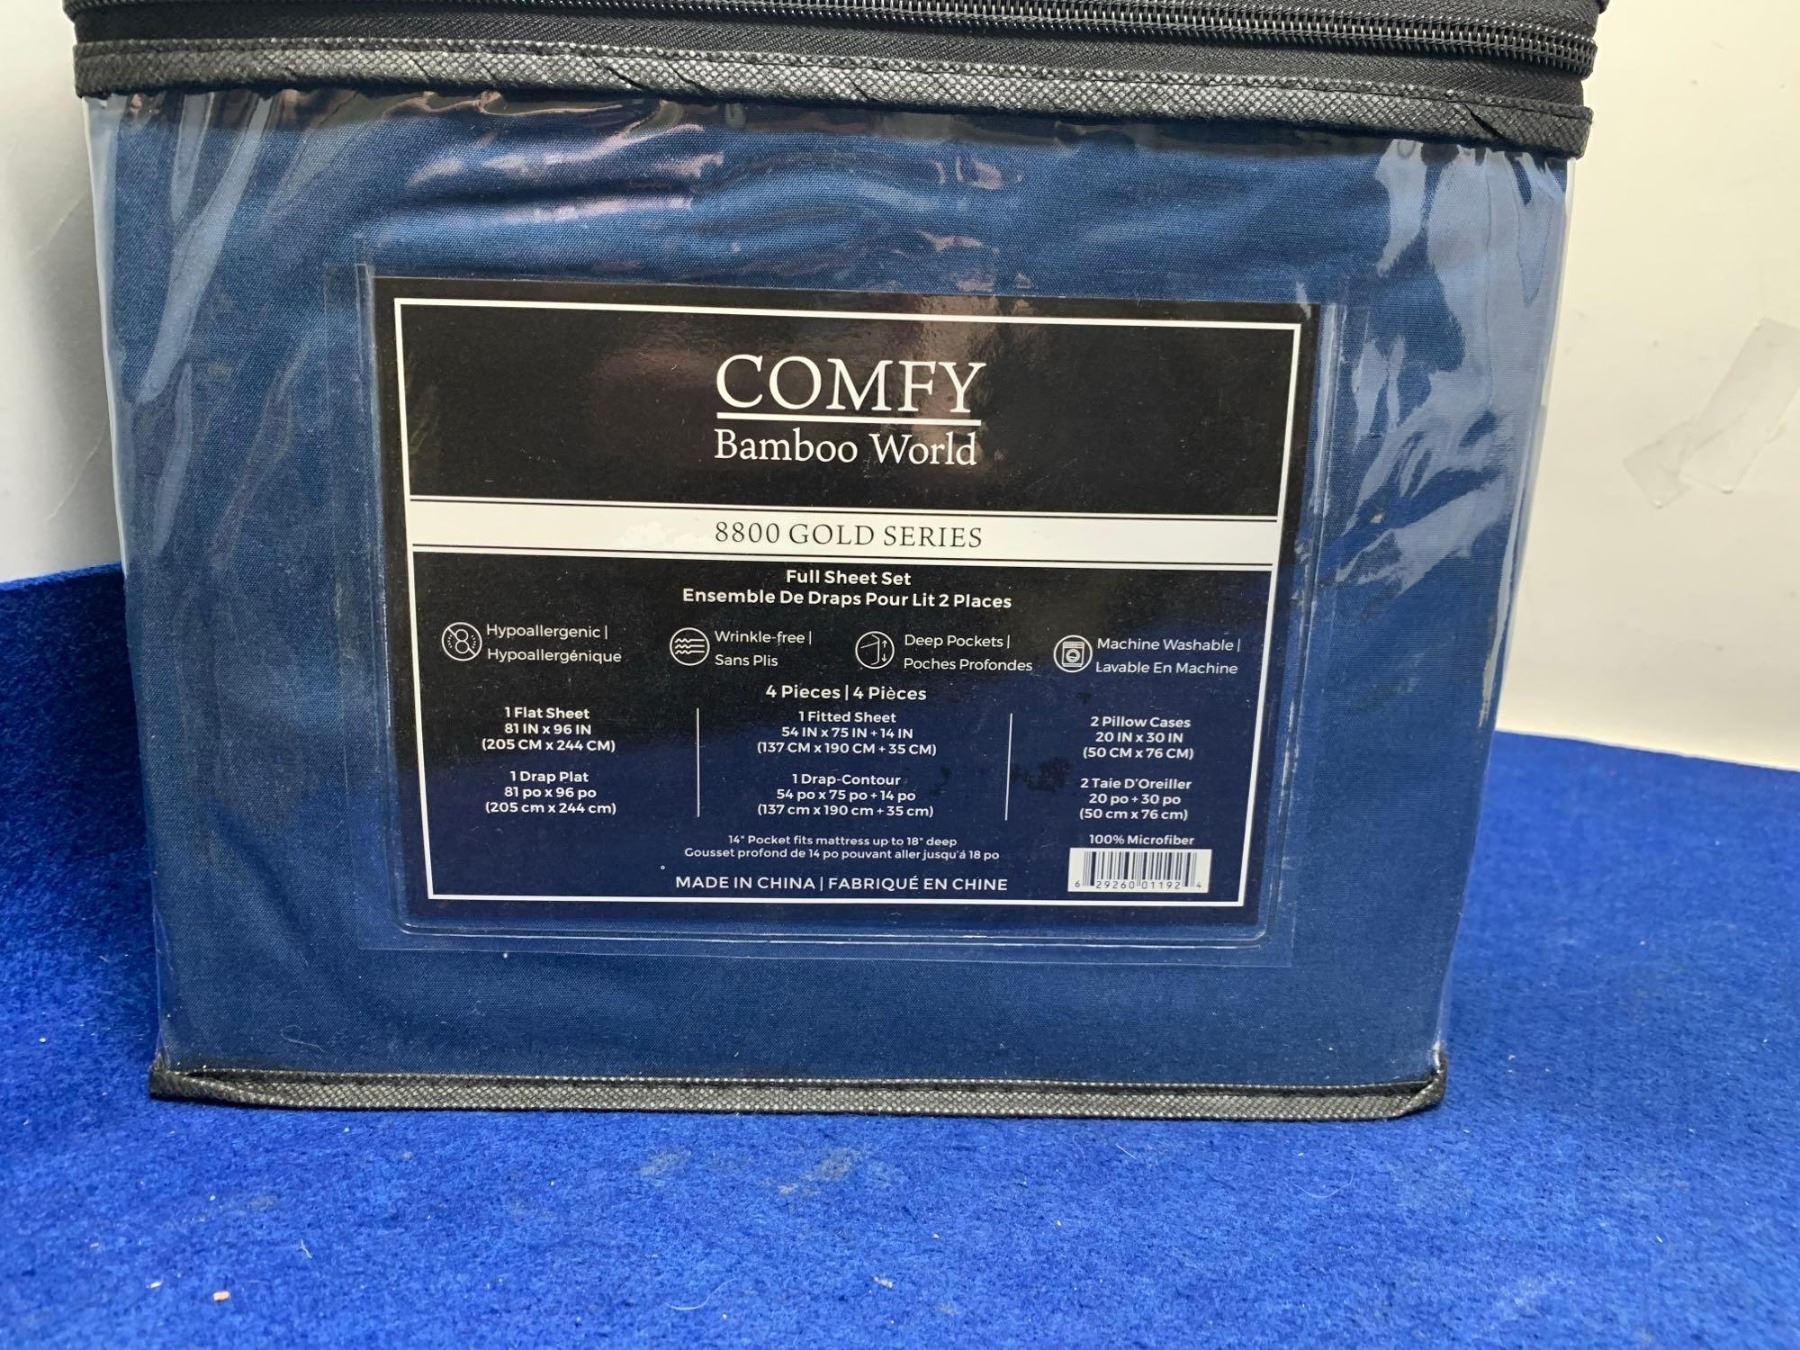 COMFY
Bamboo World
8800 GOLD SERIES
Full Sheet Set
Ensemble De Draps Pour Lit 2 Places
Hypoallergenic |
Hypoallergénique
Wrinkle-free |
Sans Plis
Deep Pockets |
Poches Profondes
Machine Washable |
Lavable En Machine
4 Pieces | 4 Pièces
1 Flat Sheet
81 IN x 96 IN
(205 CM x 244 CM)
1 Drap Plat
81 po x 96 po
(205 cm x 244 cm)
1 Fitted Sheet
54 IN x 75 IN + 14 IN
(137 CM x 190 CM + 35 CM)
1 Drap-Contour
54 po x 75 po + 14 po
(137 cm x 190 cm + 35 cm)
2 Pillow Cases
20 IN x 30 IN
(50 CM x 76 CM)
2 Taie D'Oreiller
20 po + 30 po
(50 cm x 76 cm)
14" Pocket fits mattress up to 18" deep
Gousset profond de 14 po pouvant aller jusqu'á 18 po
MADE IN CHINA | FABRIQUÉ EN CHINE
100% Microfiber
6 29260 01192 4